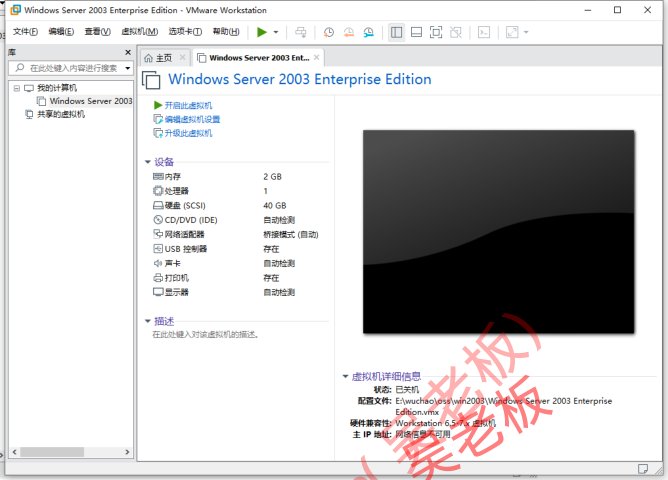 Windows Server 2003 Enterprise Edition - VMware Workstation
文件(F) 编辑(E) 查看(V) 虚拟机(M) 选项卡(T) 帮助(H)
库
在此处键入内容进行搜索
我的计算机
Windows Server 2003
共享的虚拟机
主页
Windows Server 2003 Ent...
Windows Server 2003 Enterprise Edition
开启此虚拟机
编辑虚拟机设置
升级此虚拟机
设备
内存 2 GB
处理器 1
硬盘 (SCSI) 40 GB
CD/DVD (IDE) 自动检测
网络适配器 桥接模式 (自动)
USB 控制器 存在
声卡 自动检测
打印机 存在
显示器 自动检测
描述
在此处键入对该虚拟机的描述。
虚拟机详细信息
状态: 已关机
配置文件: E:\wuchao\oss\win2003\Windows Server 2003 Enterprise
Edition.vmx
硬件兼容性: Workstation 6.5-7.x 虚拟机
主 IP 地址: 网络信息不可用
吴老板)
吴老板